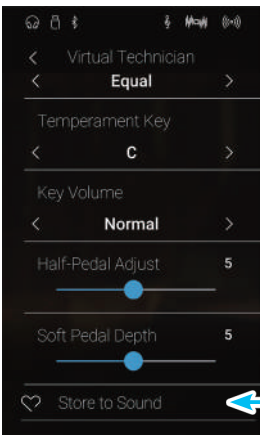 Virtual Technician
Equal
Temperament Key
C
Key Volume
Normal
Half-Pedal Adjust 5
Soft Pedal Depth 5
Store to Sound